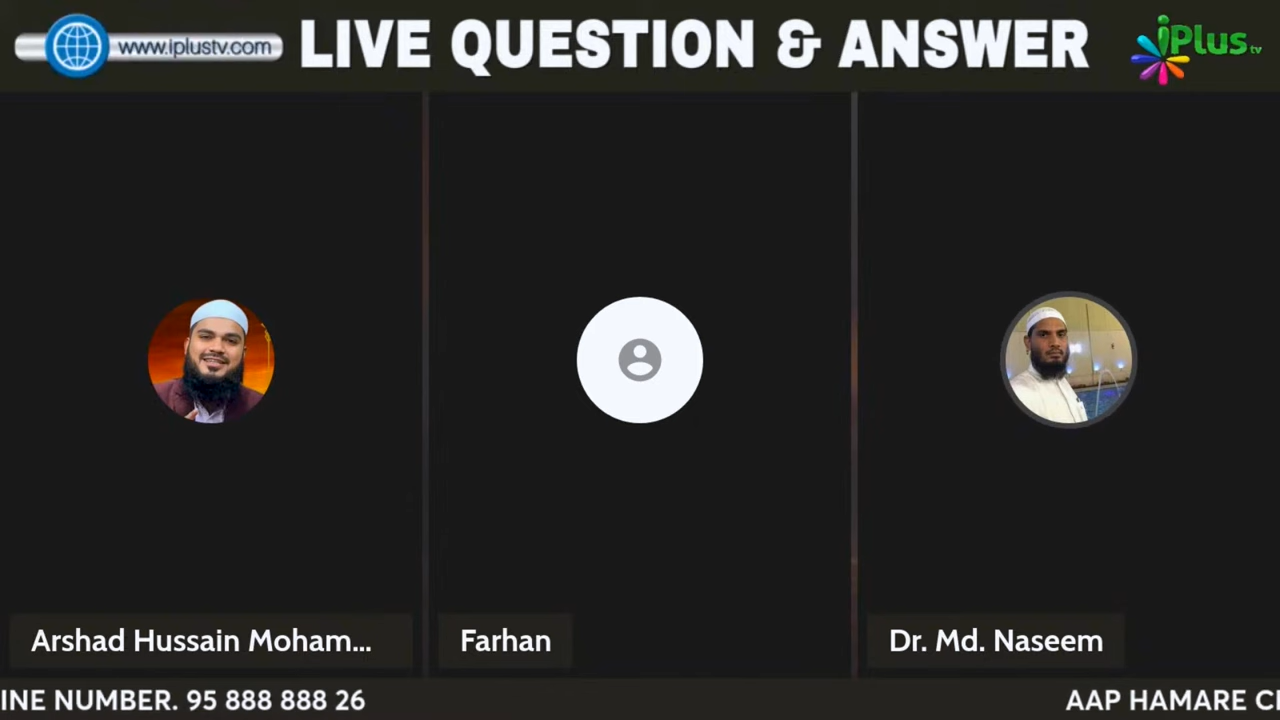 www.iplustv.com
LIVE QUESTION & ANSWER
iPlus tv
Arshad Hussain Moham...
Farhan
Dr. Md. Naseem
INE NUMBER. 95 888 888 26
AAP HAMARE